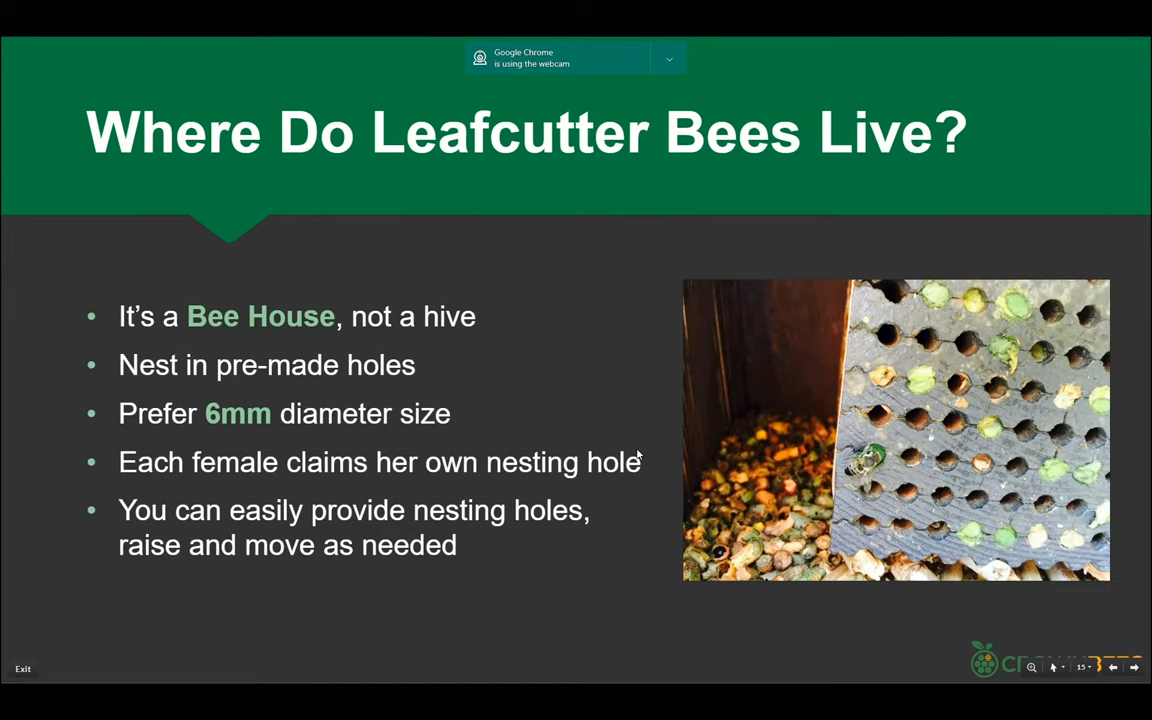 Google Chrome
is using the webcam
Where Do Leafcutter Bees Live?
• It's a Bee House, not a hive
• Nest in pre-made holes
• Prefer 6mm diameter size
• Each female claims her own nesting hole
• You can easily provide nesting holes,
raise and move as needed
Exit
15